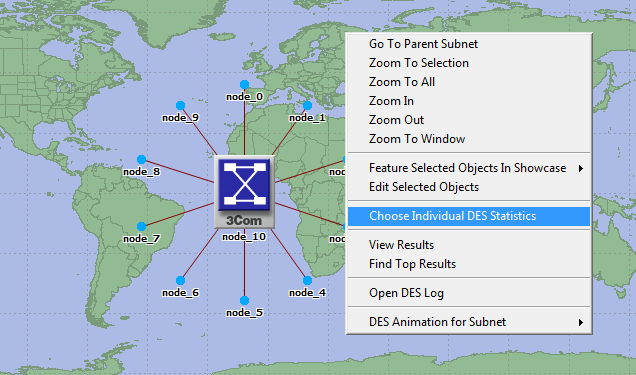 Go To Parent Subnet
Zoom To Selection
Zoom To All
Zoom In
Zoom Out
Zoom To Window
Feature Selected Objects In Showcase
Edit Selected Objects
Choose Individual DES Statistics
View Results
Find Top Results
Open DES Log
DES Animation for Subnet
node_0
node_9
node_1
node_8
3Com
node_10
node_7
node_6
node_4
node_5